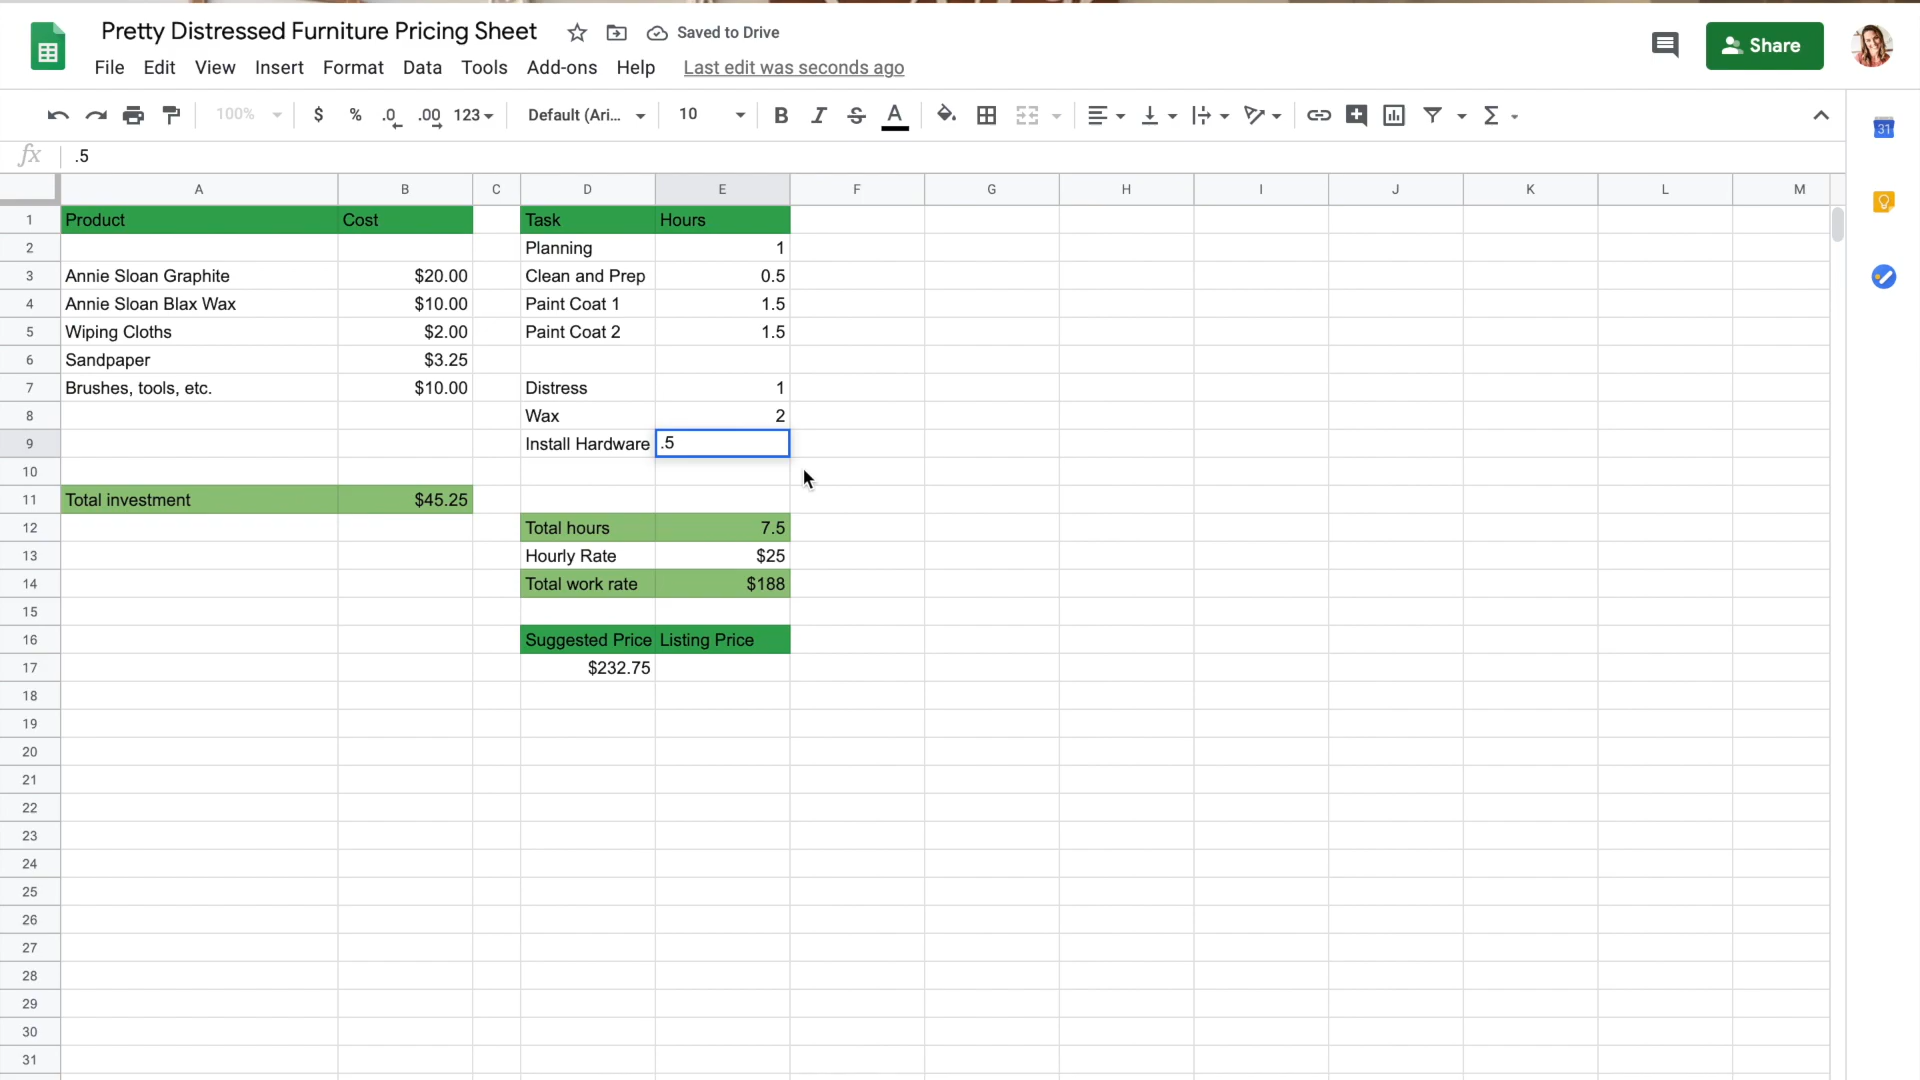 Pretty Distressed Furniture Pricing Sheet Saved to Drive
File Edit View Insert Format Data Tools Add-ons Help Last edit was seconds ago
Share
100% $ % .0 .00 123 Default (Ari... 10 B I S A Σ
31
fx .5
A B C D E F G H I J K L M
1 Product Cost Task Hours
2 Planning 1
3 Annie Sloan Graphite $20.00 Clean and Prep 0.5
4 Annie Sloan Blax Wax $10.00 Paint Coat 1 1.5
5 Wiping Cloths $2.00 Paint Coat 2 1.5
6 Sandpaper $3.25
7 Brushes, tools, etc. $10.00 Distress 1
8 Wax 2
9 Install Hardware .5
10
11 Total investment $45.25
12 Total hours 7.5
13 Hourly Rate $25
14 Total work rate $188
15
16 Suggested Price Listing Price
17 $232.75
18
19
20
21
22
23
24
25
26
27
28
29
30
31